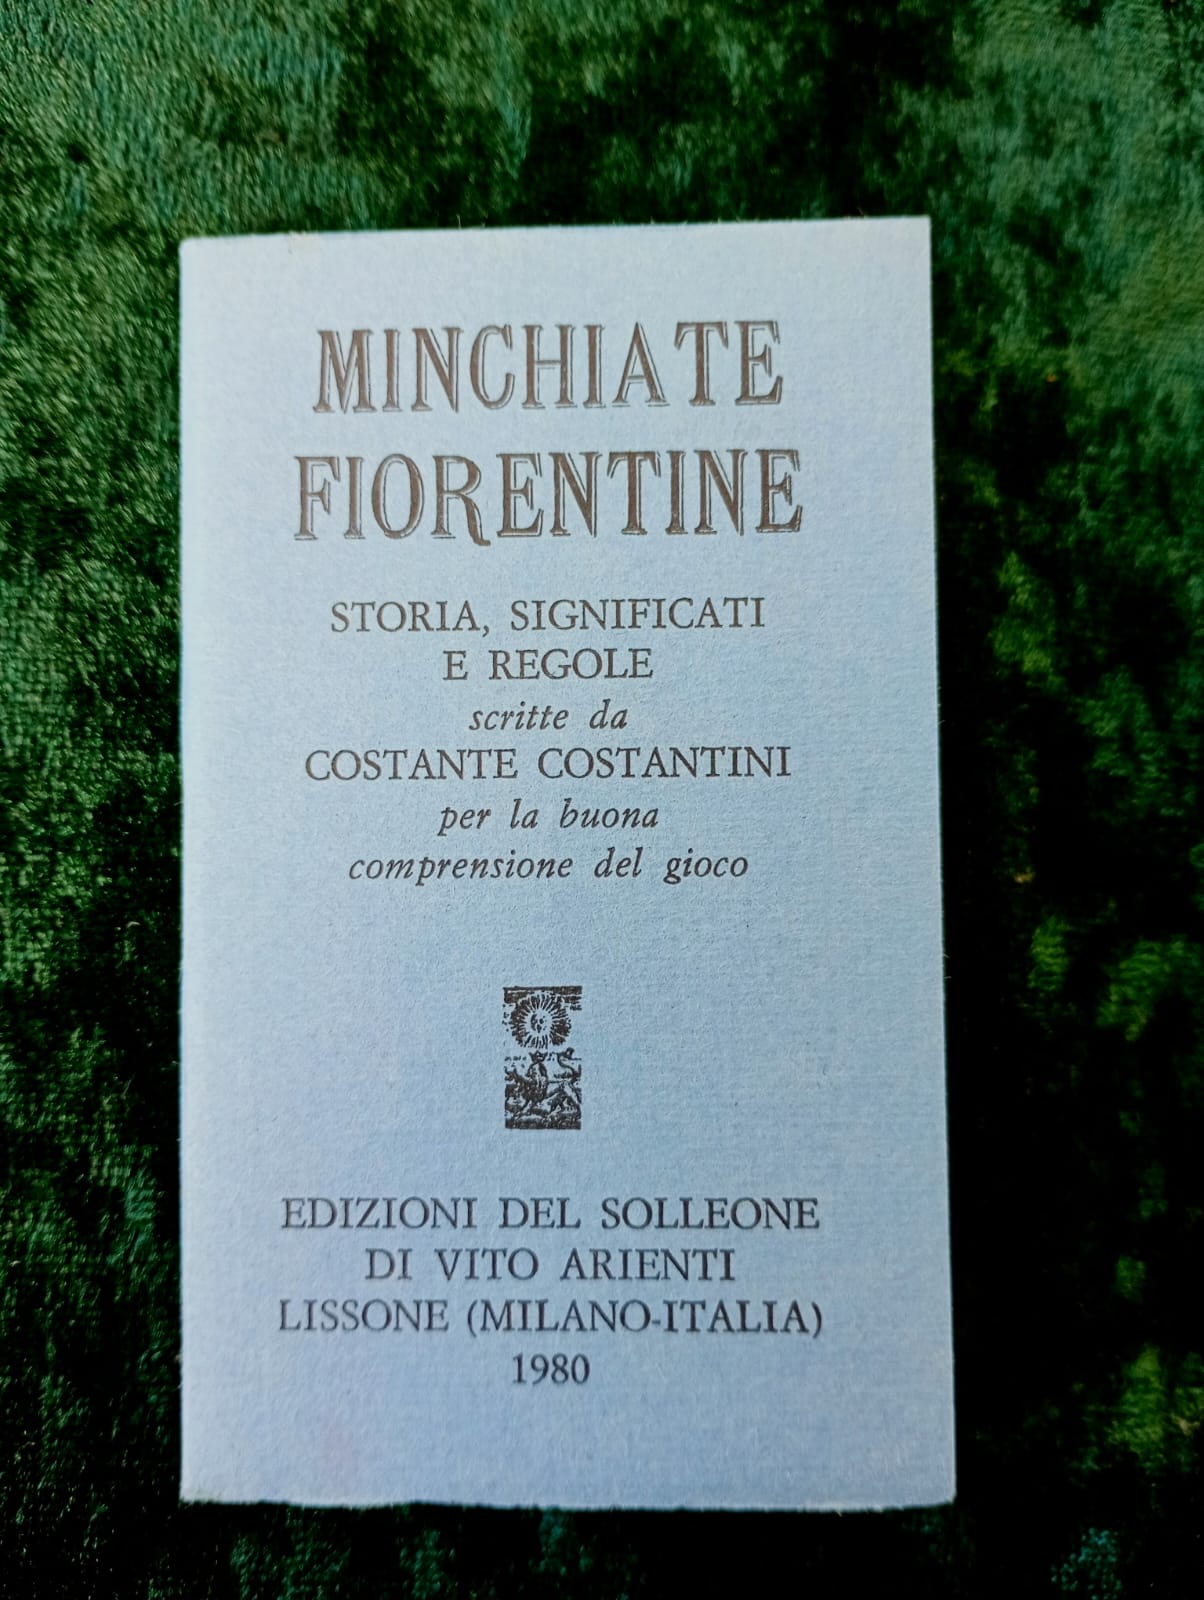 MINCHIATE
FIORENTINE
STORIA, SIGNIFICATI
E REGOLE
scritte da
COSTANTE COSTANTINI
per la buona
comprensione del gioco
EDIZIONI DEL SOLLEONE
DI VITO ARIENTI
LISSONE (MILANO-ITALIA)
1980